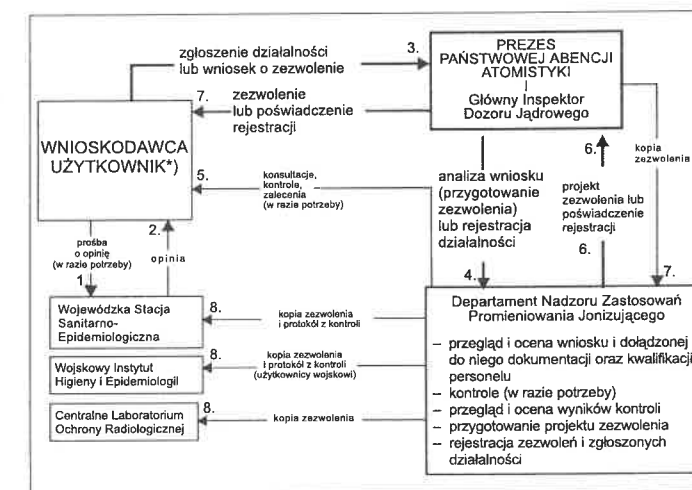 zgłoszenie działalności
lub wniosek o zezwolenie
3.
PREZES
PAŃSTWOWEJ ABENCJI
ATOMISTYKI
I
Główny Inspektor
Dozoru Jądrowego
7.
zezwolenie
lub poświadczenie
rejestracji
WNIOSKODAWCA
UŻYTKOWNIK*)
5.
konsultacje,
kontrole,
zalecenia
(w razie potrzeby)
analiza wniosku
(przygotowanie
zezwolenia)
lub rejestracja
działalności
4.
6.
projekt
zezwolenia lub
poświadczenie
rejestracji
6.
kopia
zezwolenia
7.
prośba
o opinię
(w razie potrzeby)
1.
2.
opinia
Wojewódzka Stacja
Sanitarno-
Epidemiologiczna
8.
kopia zezwolenia
i protokół z kontroli
Wojskowy Instytut
Higieny i Epidemiologii
8.
kopia zezwolenia
i protokół z kontroli
(użytkownicy wojskowi)
Centralne Laboratorium
Ochrony Radiologicznej
8.
kopia zezwolenia
Departament Nadzoru Zastosowań
Promieniowania Jonizującego
– przegląd i ocena wniosku i dołądzonej
do niego dokumentacji oraz kwalifikacji
personelu
– kontrole (w razie potrzeby)
– przegląd i ocena wyników kontroli
– przygotowanie projektu zezwolenia
– rejestracja zezwoleń i zgłoszonych
działalności